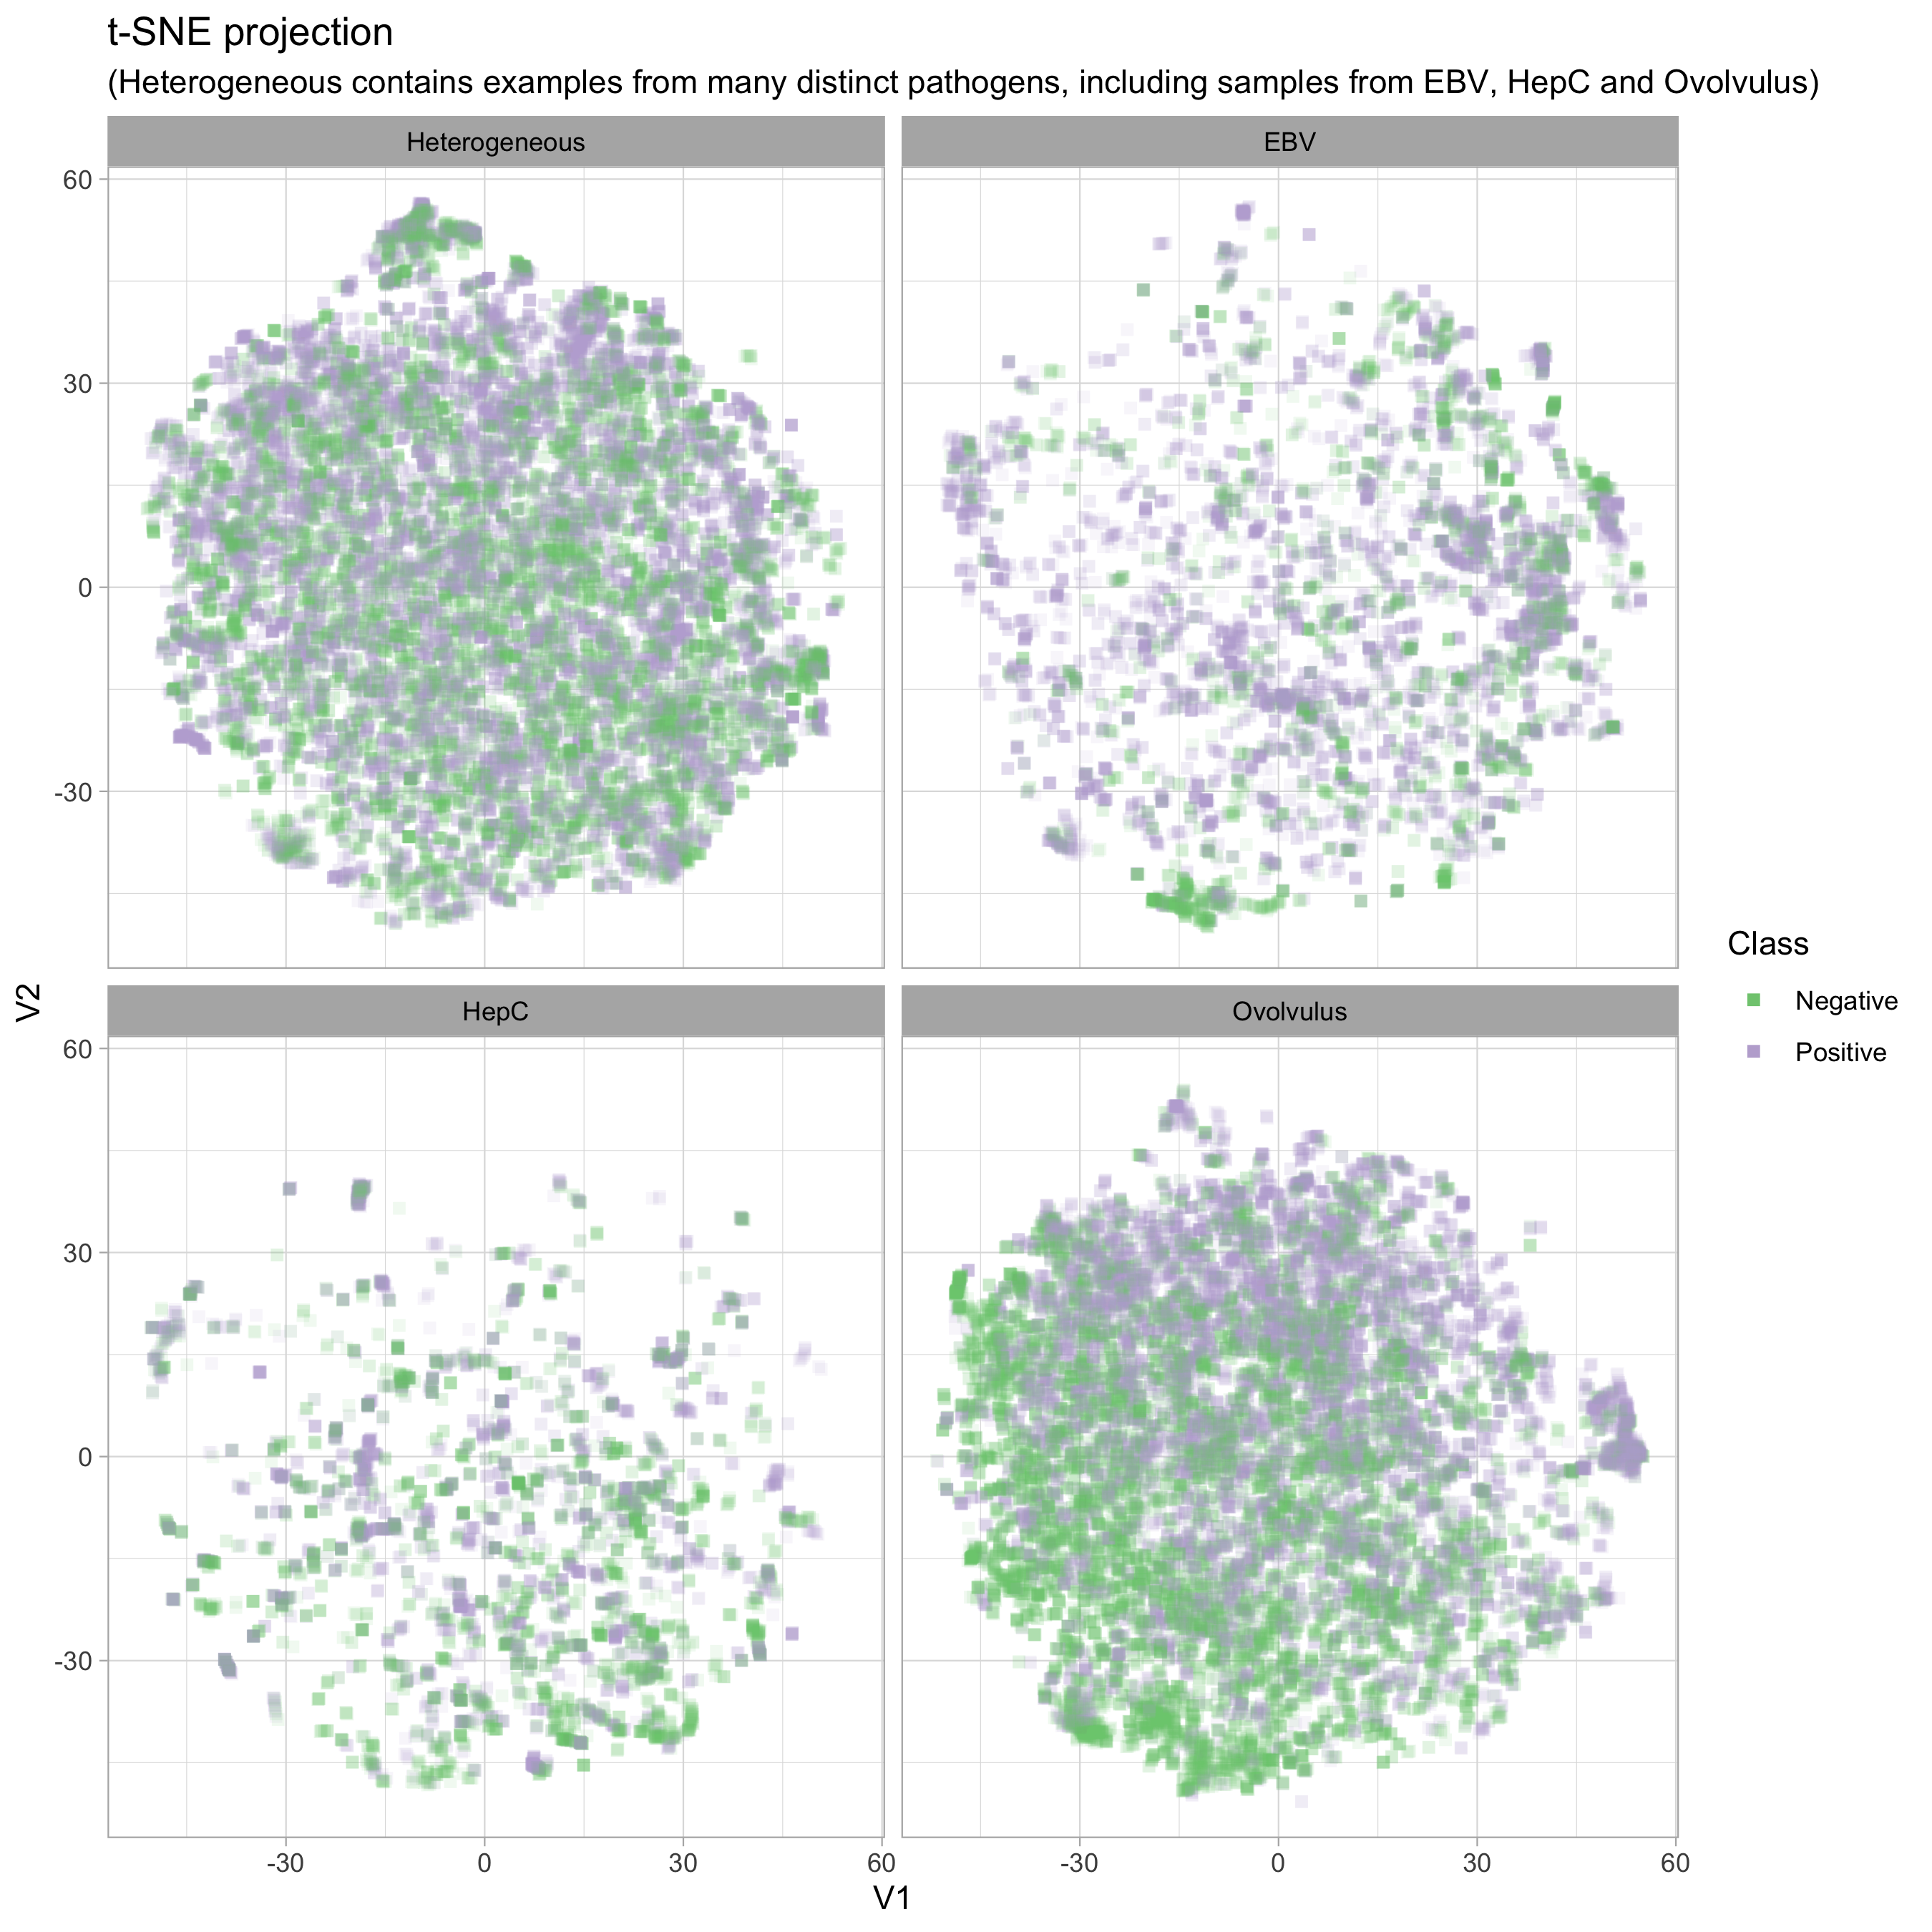 t-SNE projection
(Heterogeneous contains examples from many distinct pathogens, including samples from EBV, HepC and Ovolvulus)
Heterogeneous
EBV
60
30
0
-30
HepC
Ovolvulus
60
30
0
-30
-30
0
30
60
-30
0
30
60
V1
V2
Class
Negative
Positive